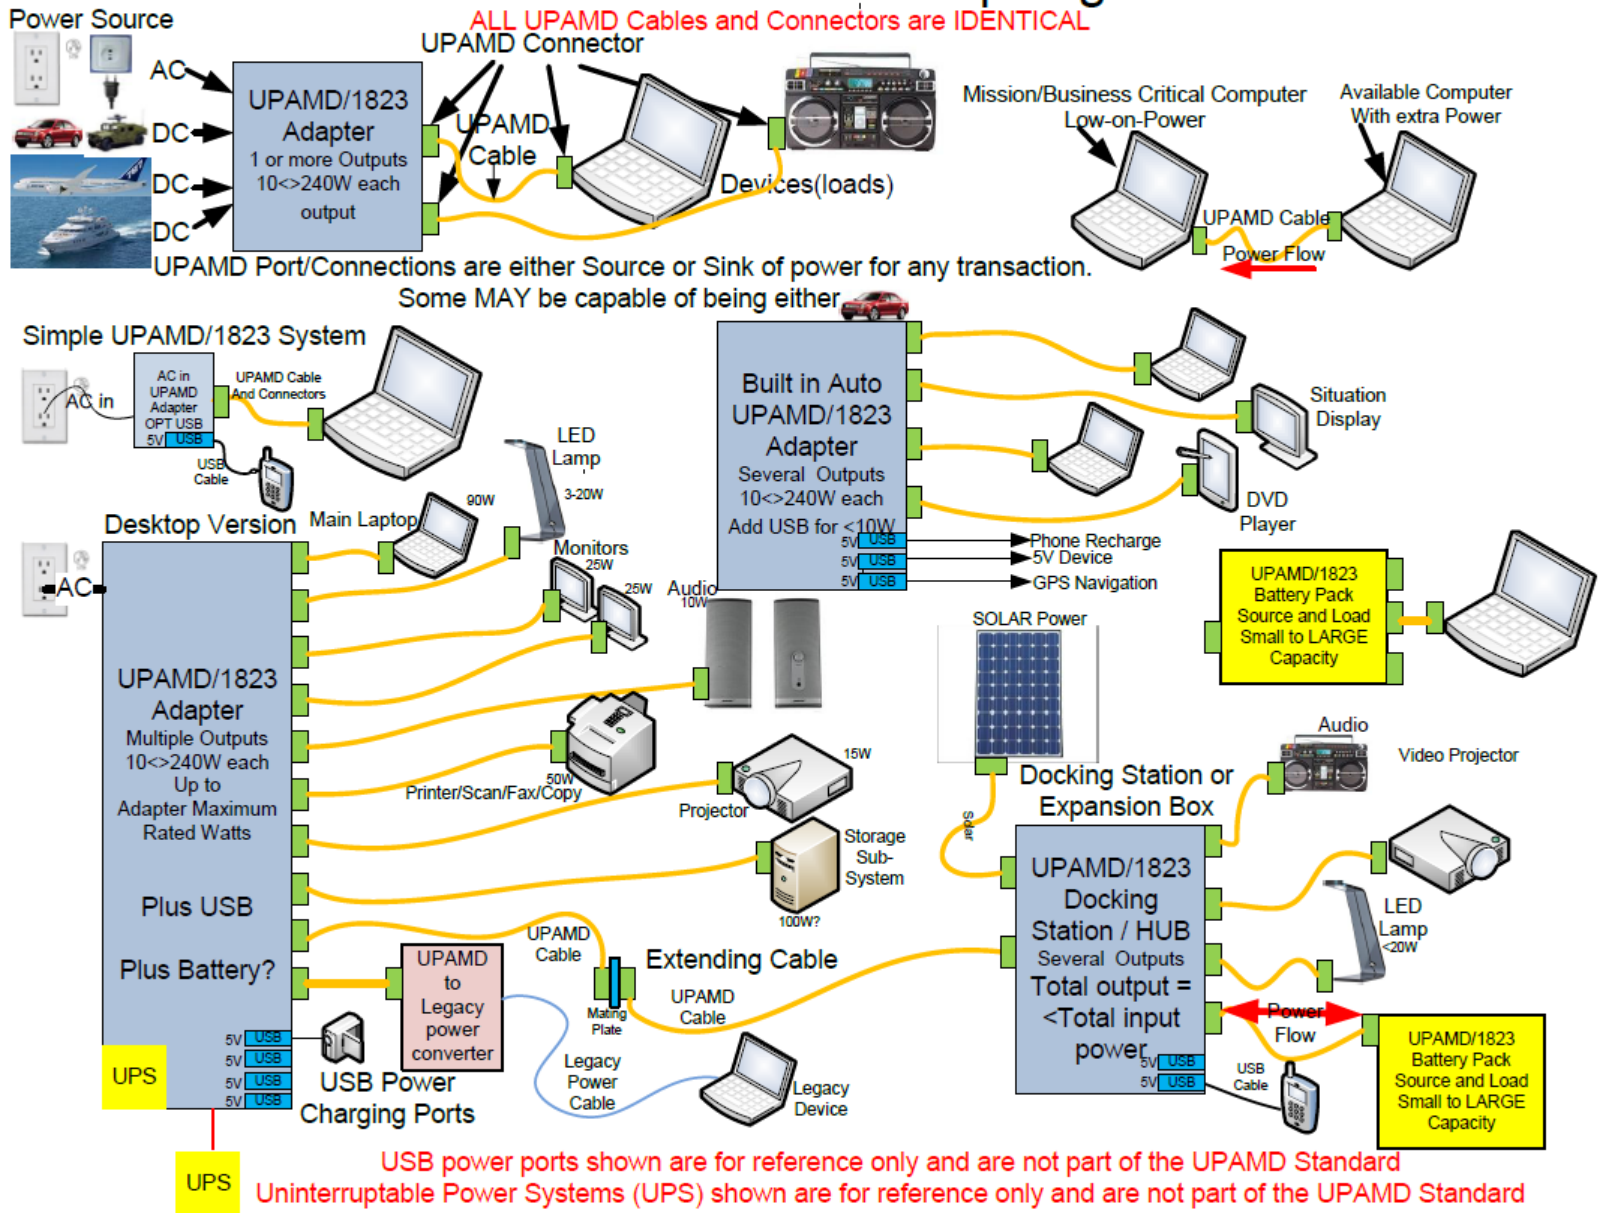 ALL UPAMD Cables and Connectors are IDENTICAL
Power Source
UPAMD Connector
AC
DC
DC
DC
UPAMD/1823
Adapter
1 or more Outputs
10<>240W each
output
UPAMD
Cable
Devices(loads)
Mission/Business Critical Computer
Low-on-Power
Available Computer
With extra Power
UPAMD Cable
Power Flow
UPAMD Port/Connections are either Source or Sink of power for any transaction.
Some MAY be capable of being either
Simple UPAMD/1823 System
AC in
AC in
UPAMD
Adapter
OPT USB
5V USB
UPAMD Cable
And Connectors
USB
Cable
Built in Auto
UPAMD/1823
Adapter
Several Outputs
10<>240W each
Add USB for <10W
5V USB
5V USB
5V USB
Phone Recharge
5V Device
GPS Navigation
Situation
Display
DVD
Player
UPAMD/1823
Battery Pack
Source and Load
Small to LARGE
Capacity
Desktop Version
AC
UPAMD/1823
Adapter
Multiple Outputs
10<>240W each
Up to
Adapter Maximum
Rated Watts
Plus USB
Plus Battery?
5V USB
5V USB
5V USB
5V USB
UPS
UPS
Main Laptop
90W
LED
Lamp
3-20W
Monitors
25W
25W
Audio
10W
50W
Printer/Scan/Fax/Copy
Projector
15W
Storage
Sub-
System
100W?
UPAMD
Cable
Mating
Plate
Extending Cable
UPAMD
Cable
UPAMD
to
Legacy
power
converter
Legacy
Power
Cable
Legacy
Device
USB Power
Charging Ports
SOLAR Power
Solar
Docking Station or
Expansion Box
UPAMD/1823
Docking
Station / HUB
Several Outputs
Total output =
<Total input
power
5V USB
5V USB
Audio
Video Projector
LED
Lamp
<20W
Power
Flow
USB
Cable
UPAMD/1823
Battery Pack
Source and Load
Small to LARGE
Capacity
USB power ports shown are for reference only and are not part of the UPAMD Standard
Uninterruptable Power Systems (UPS) shown are for reference only and are not part of the UPAMD Standard